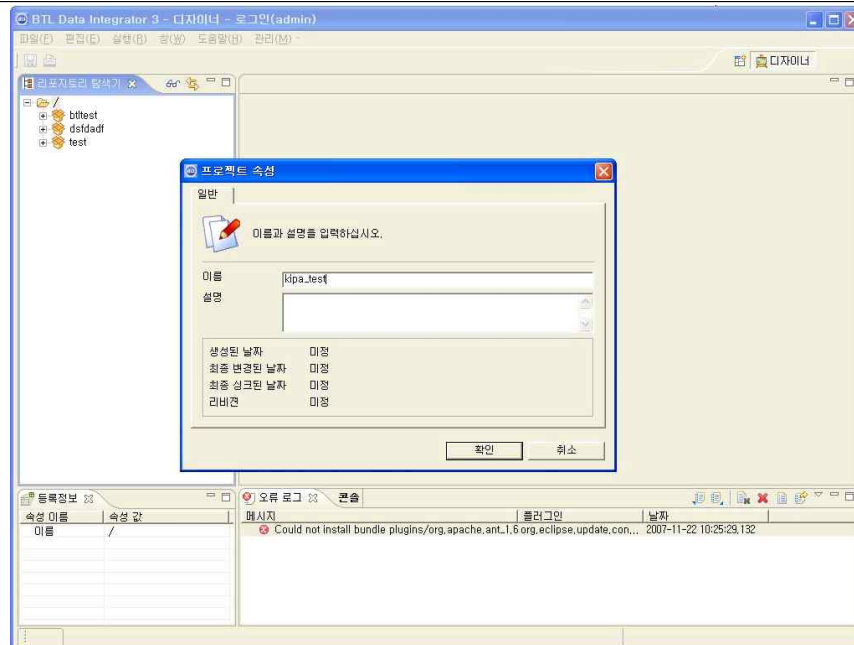 BTL Data Integrator 3 - 디자이너 - 로그인(admin)
파일(F) 편집(E) 실행(R) 창(W) 도움말(H) 관리(M)
디자이너
리포지트리 탐색기
/
btltest
dsfdadf
test
프로젝트 속성
일반
이름과 설명을 입력하십시오.
이름 kipa_test
설명
생성된 날짜 미정
최종 변경된 날짜 미정
최종 싱크된 날짜 미정
리비젼 미정
확인 취소
등록정보
속성 이름 속성 값
이름 /
오류 로그 콘솔
메시지 플러그인 날짜
Could not install bundle plugins/org.apache.ant_1.6 org.eclipse.update.con... 2007-11-22 10:25:29.132